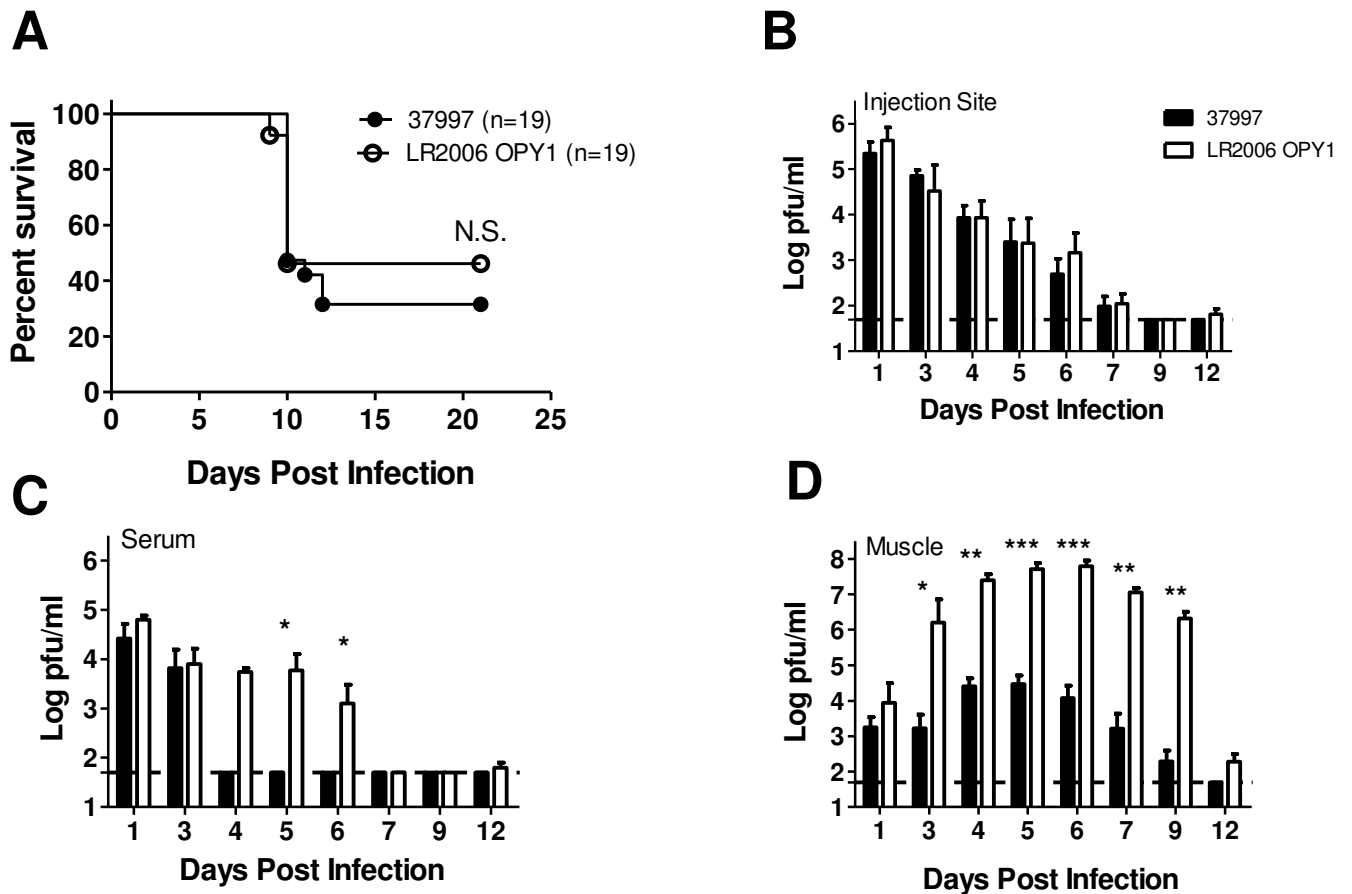 A
Percent survival
100
80
60
40
20
0
0 5 10 15 20 25
Days Post Infection
37997 (n=19)
LR2006 OPY1 (n=19)
N.S.
B
Injection Site
37997
LR2006 OPY1
Log pfu/ml
6
5
4
3
2
1
1 3 4 5 6 7 9 12
Days Post Infection
C
Serum
Log pfu/ml
6
5
4
3
2
1
* *
1 3 4 5 6 7 9 12
Days Post Infection
D
Muscle
Log pfu/ml
8
7
6
5
4
3
2
1
* ** *** *** ** **
1 3 4 5 6 7 9 12
Days Post Infection